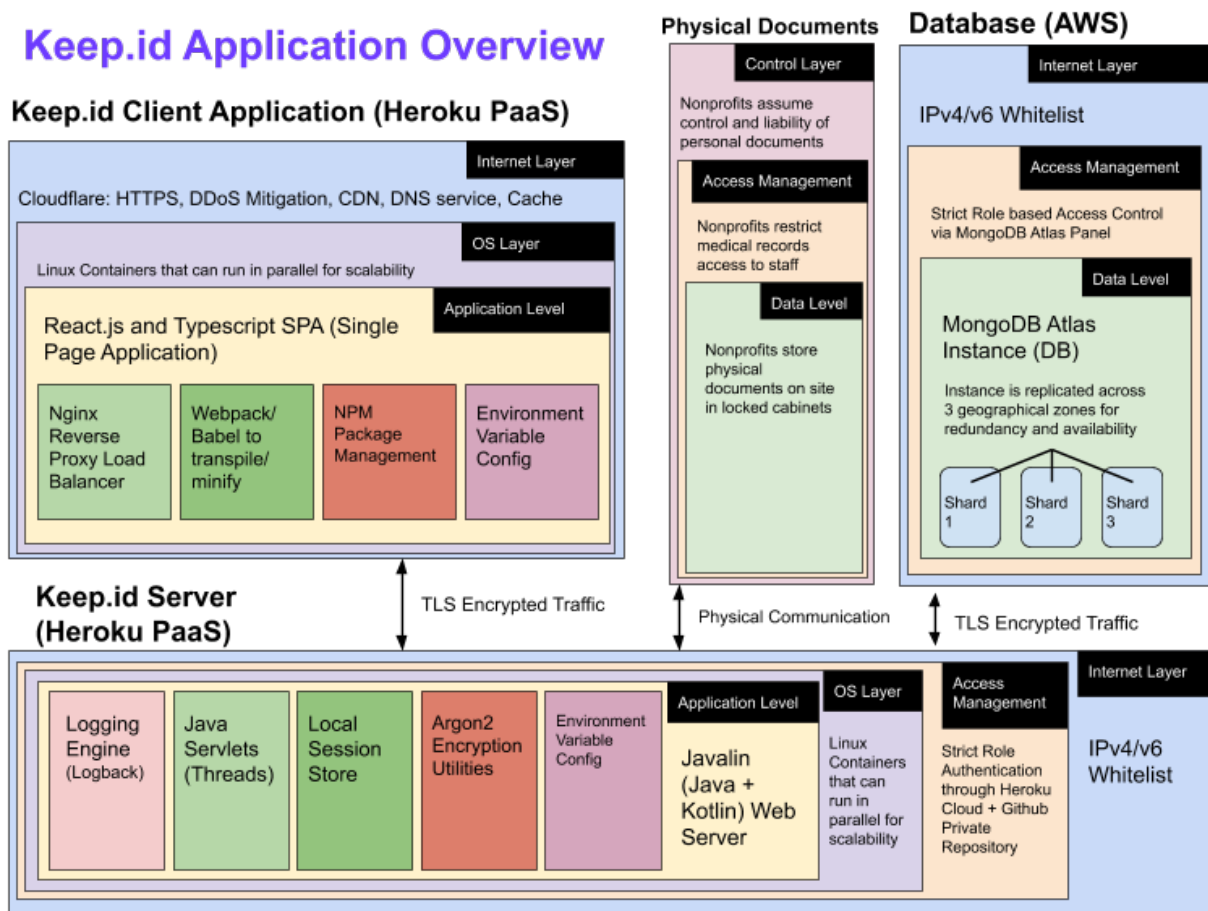 Keep.id Application Overview
Keep.id Client Application (Heroku PaaS)
Internet Layer
Cloudflare: HTTPS, DDoS Mitigation, CDN, DNS service, Cache
OS Layer
Linux Containers that can run in parallel for scalability
Application Level
React.js and Typescript SPA (Single
Page Application)
Nginx
Reverse
Proxy Load
Balancer
Webpack/
Babel to
transpile/
minify
NPM
Package
Management
Environment
Variable
Config
Physical Documents
Control Layer
Nonprofits assume
control and liability of
personal documents
Access Management
Nonprofits restrict
medical records
access to staff
Data Level
Nonprofits store
physical
documents on site
in locked cabinets
Database (AWS)
Internet Layer
IPv4/v6 Whitelist
Access Management
Strict Role based Access Control
via MongoDB Atlas Panel
Data Level
MongoDB Atlas
Instance (DB)
Instance is replicated across
3 geographical zones for
redundancy and availability
Shard
1
Shard
2
Shard
3
TLS Encrypted Traffic
Physical Communication
TLS Encrypted Traffic
Keep.id Server
(Heroku PaaS)
Logging
Engine
(Logback)
Java
Servlets
(Threads)
Local
Session
Store
Argon2
Encryption
Utilities
Environment
Variable
Config
Application Level
Javalin
(Java +
Kotlin) Web
Server
OS Layer
Linux
Containers
that can
run in
parallel for
scalability
Access
Management
Strict Role
Authentication
through Heroku
Cloud + Github
Private
Repository
Internet Layer
IPv4/v6
Whitelist